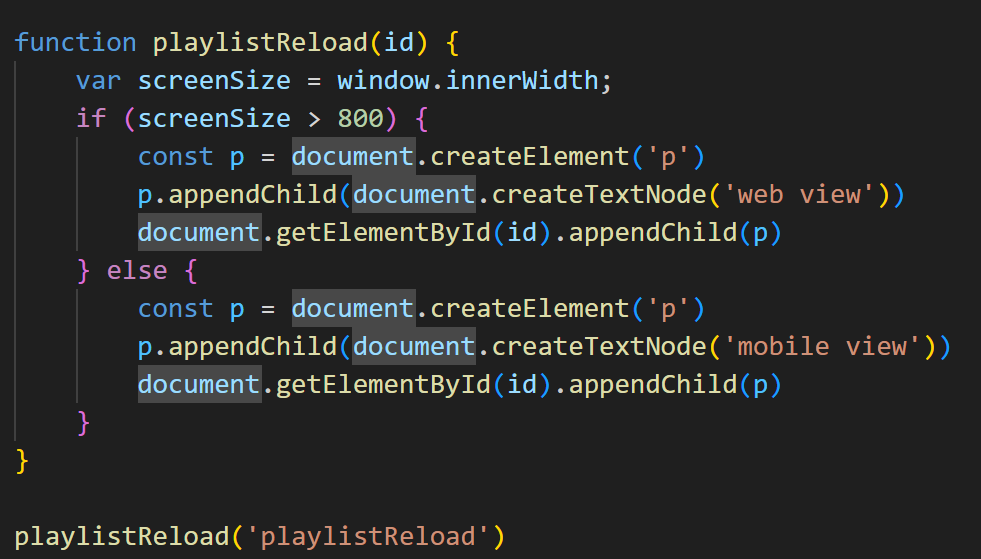 function playlistReload(id) {
    var screenSize = window.innerWidth;
    if (screenSize > 800) {
        const p = document.createElement('p')
        p.appendChild(document.createTextNode('web view'))
        document.getElementById(id).appendChild(p)
    } else {
        const p = document.createElement('p')
        p.appendChild(document.createTextNode('mobile view'))
        document.getElementById(id).appendChild(p)
    }
}

playlistReload('playlistReload')